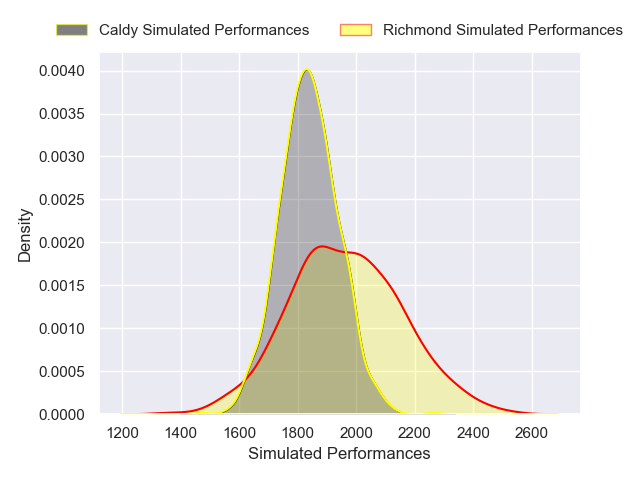 Caldy Simulated Performances
Richmond Simulated Performances
0.0040
0.0035
0.0030
0.0025
0.0020
0.0015
0.0010
0.0005
0.0000
Density
1200 1400 1600 1800 2000 2200 2400 2600
Simulated Performances